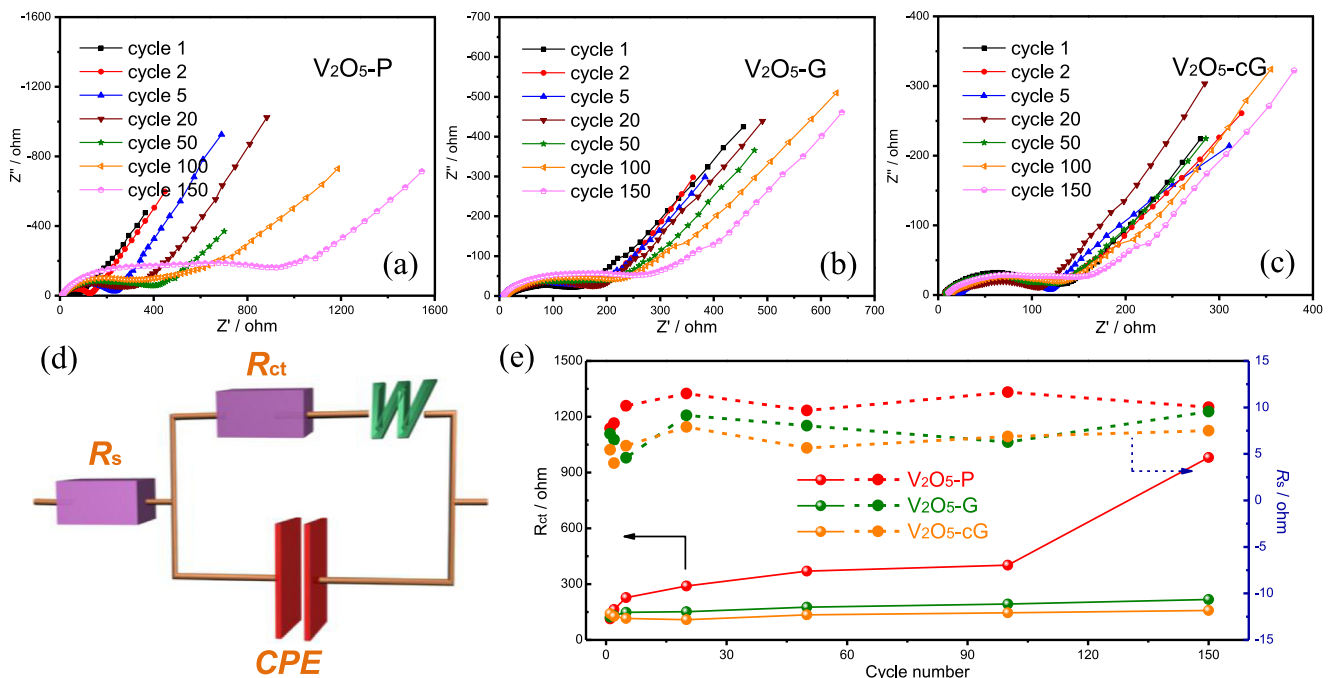 -1600
-1200
-800
-400
0
0
400
800
1200
1600
Z'' / ohm
Z' / ohm
cycle 1
cycle 2
cycle 5
cycle 20
cycle 50
cycle 100
cycle 150
V₂O₅-P
(a)
-700
-600
-500
-400
-300
-200
-100
0
0
100
200
300
400
500
600
700
Z'' / ohm
Z' / ohm
cycle 1
cycle 2
cycle 5
cycle 20
cycle 50
cycle 100
cycle 150
V₂O₅-G
(b)
-400
-300
-200
-100
0
0
100
200
300
400
Z'' / ohm
Z' / ohm
cycle 1
cycle 2
cycle 5
cycle 20
cycle 50
cycle 100
cycle 150
V₂O₅-cG
(c)
(d)
Rct
W
Rs
CPE
(e)
1500
1200
900
600
300
0
Rct / ohm
15
10
5
0
-5
-10
-15
Rs / ohm
V₂O₅-P
V₂O₅-G
V₂O₅-cG
V₂O₅-P
V₂O₅-G
V₂O₅-cG
0
30
60
90
120
150
Cycle number